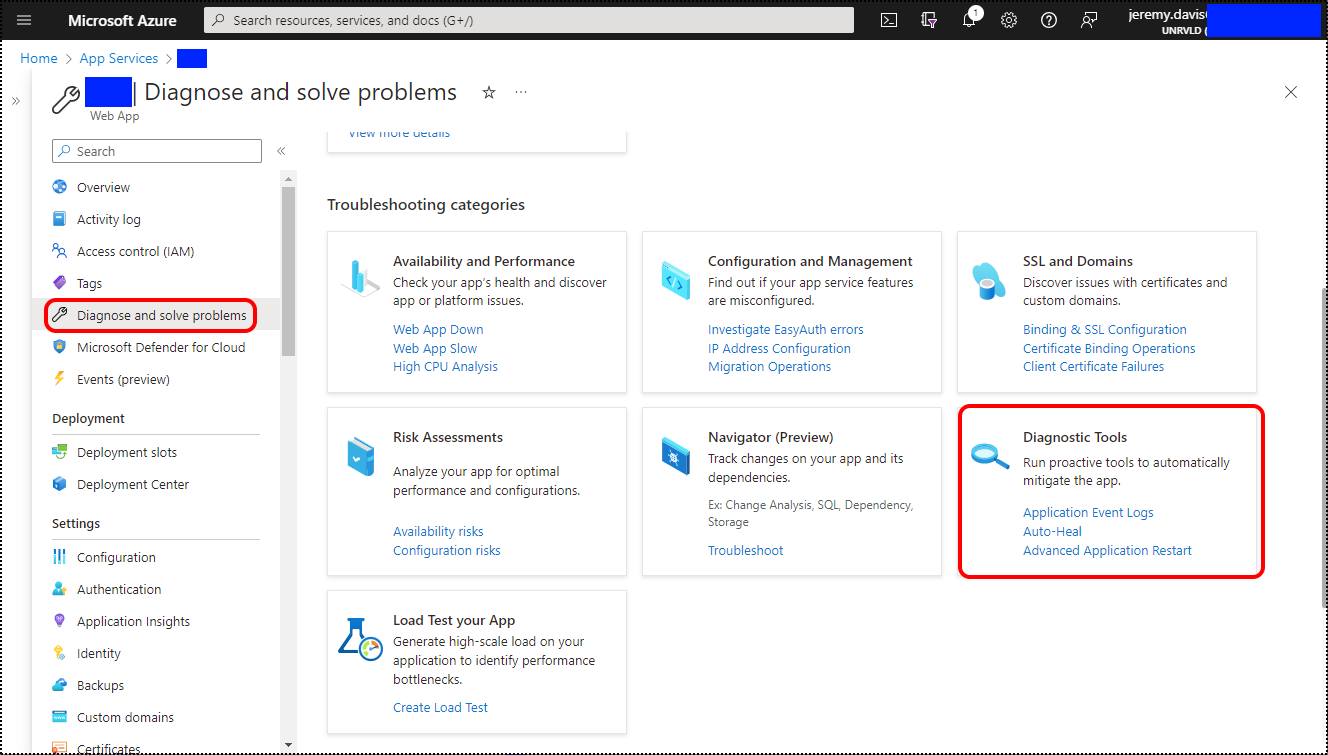 Microsoft Azure
Search resources, services, and docs (G+/)
1
jeremy.davis
UNRVLD (
Home > App Services >
| Diagnose and solve problems
Web App
Search
Overview
Activity log
Access control (IAM)
Tags
Diagnose and solve problems
Microsoft Defender for Cloud
Events (preview)
Deployment
Deployment slots
Deployment Center
Settings
Configuration
Authentication
Application Insights
Identity
Backups
Custom domains
Certificates
View more details
Troubleshooting categories
Availability and Performance
Check your app's health and discover
app or platform issues.
Web App Down
Web App Slow
High CPU Analysis
Configuration and Management
Find out if your app service features
are misconfigured.
Investigate EasyAuth errors
IP Address Configuration
Migration Operations
SSL and Domains
Discover issues with certificates and
custom domains.
Binding & SSL Configuration
Certificate Binding Operations
Client Certificate Failures
Risk Assessments
Analyze your app for optimal
performance and configurations.
Availability risks
Configuration risks
Navigator (Preview)
Track changes on your app and its
dependencies.
Ex: Change Analysis, SQL, Dependency,
Storage
Troubleshoot
Diagnostic Tools
Run proactive tools to automatically
mitigate the app.
Application Event Logs
Auto-Heal
Advanced Application Restart
Load Test your App
Generate high-scale load on your
application to identify performance
bottlenecks.
Create Load Test